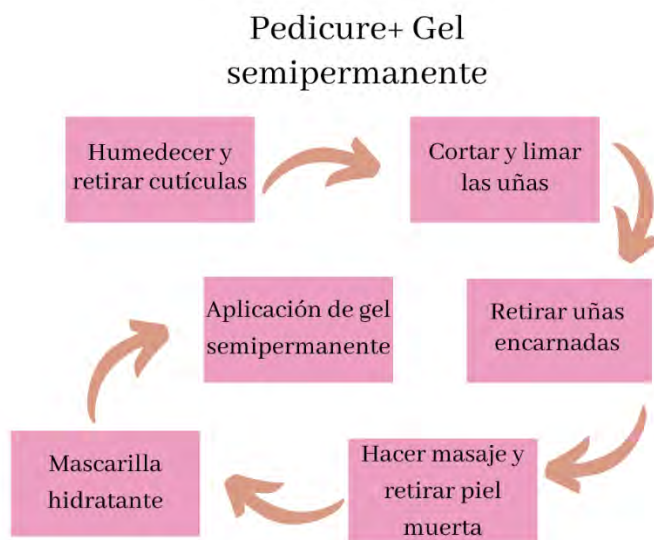 Pedicure+ Gel
semipermanente
Humedecer y
retirar cutículas
Cortar y limar
las uñas
Retirar uñas
encarnadas
Hacer masaje y
retirar piel
muerta
Mascarilla
hidratante
Aplicación de gel
semipermanente